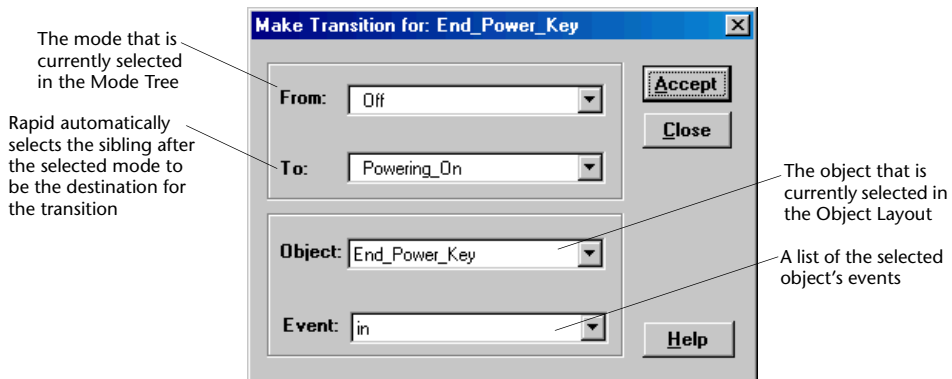 The mode that is
currently selected
in the Mode Tree
Rapid automatically
selects the sibling after
the selected mode to
be the destination for
the transition
Make Transition for: End_Power_Key
From: Off
To: Powering_On
Object: End_Power_Key
Event: in
Accept
Close
Help
The object that is
currently selected in
the Object Layout
A list of the selected
object's events